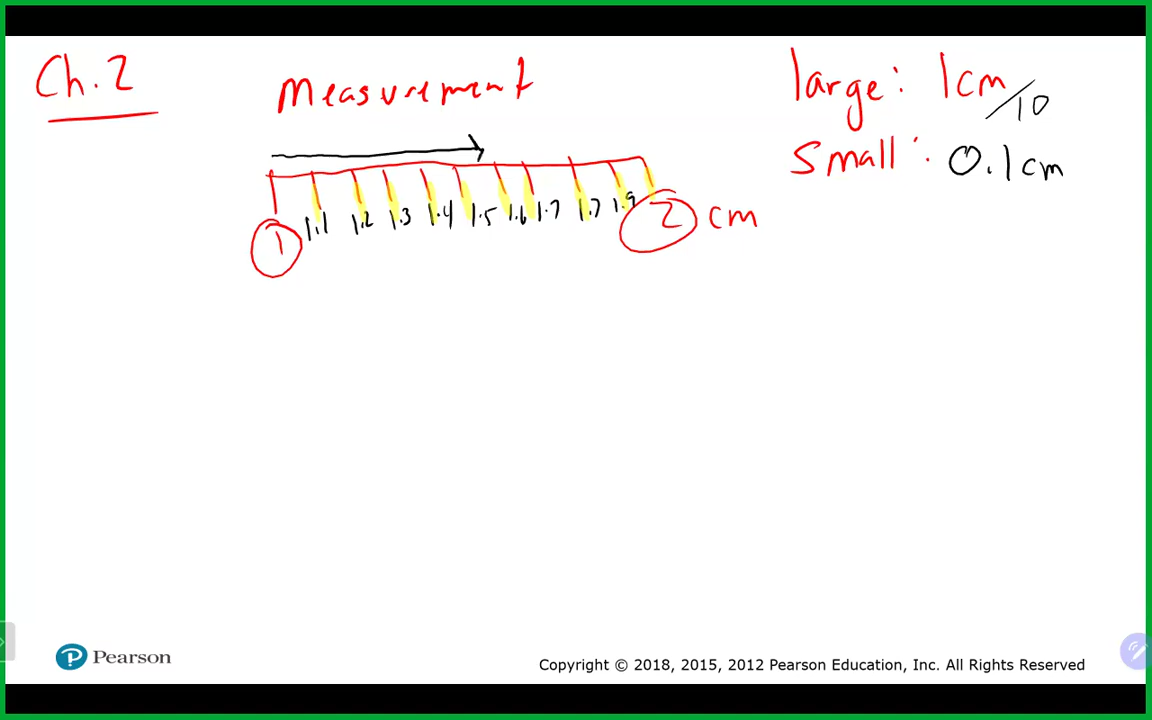 Ch. 2
Measurement
large: 1cm/10
small: 0.1cm
1 1.1 1.2 1.3 1.4 1.5 1.6 1.7 1.7 1.9 2 cm
Pearson
Copyright © 2018, 2015, 2012 Pearson Education, Inc. All Rights Reserved